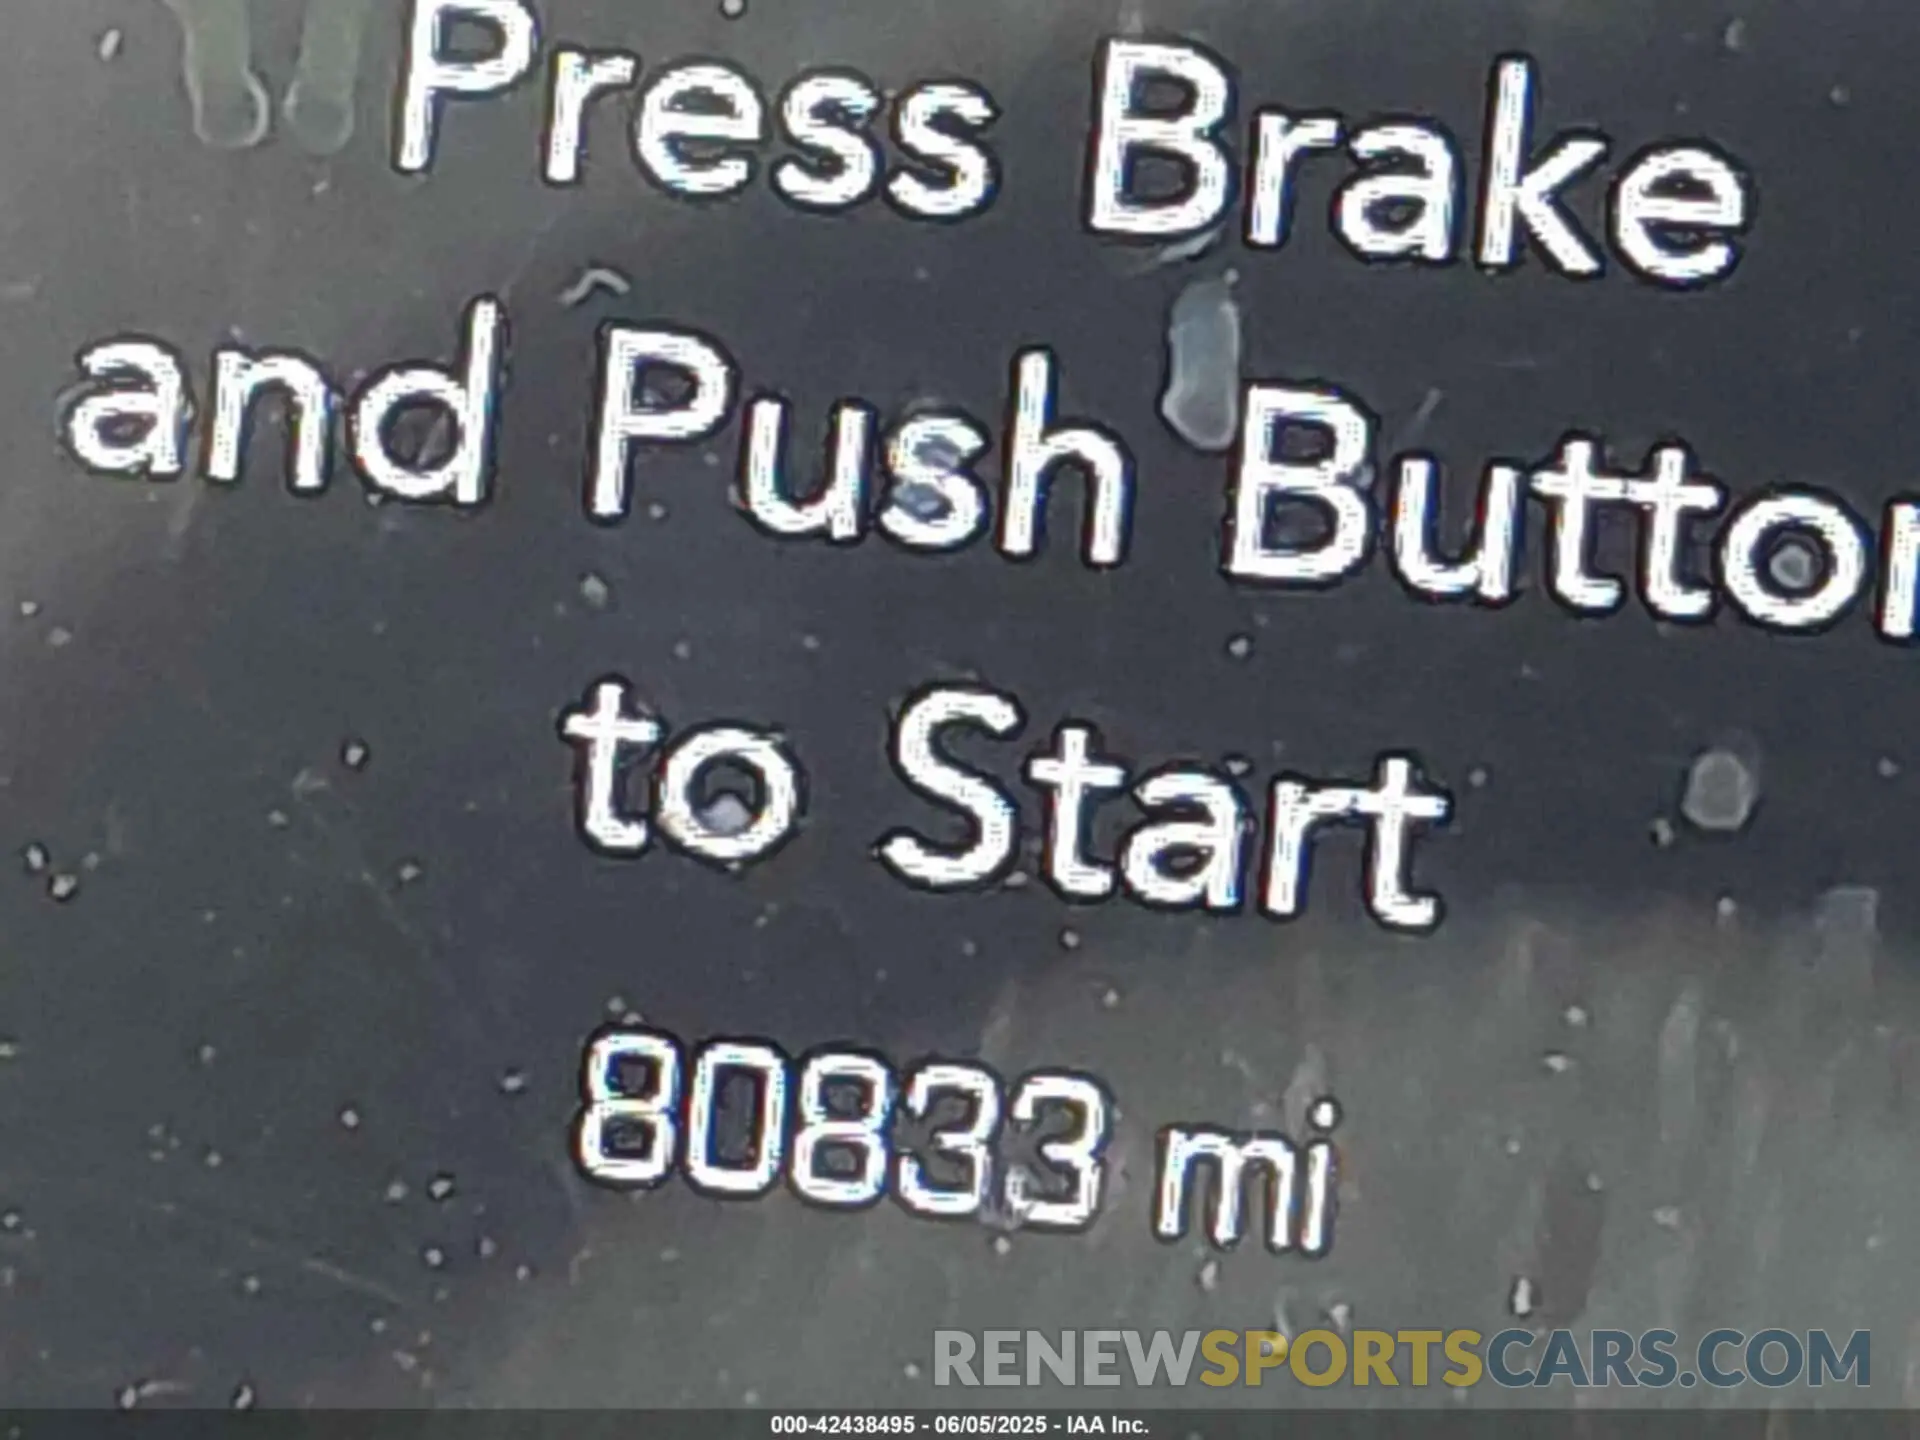 Press Brake
and Push Button
to Start
80833 mi
RENEWSPORTSCARS.COM
000-42438495 - 06/05/2025 - IAA Inc.